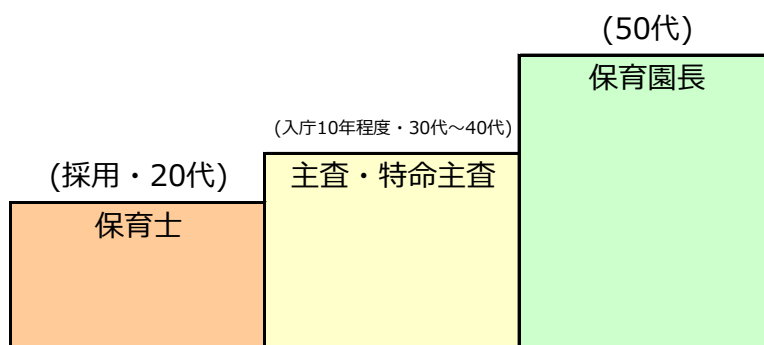 (50代)
保育園長
(入庁10年程度・30代～40代)
主査・特命主査
(採用・20代)
保育士